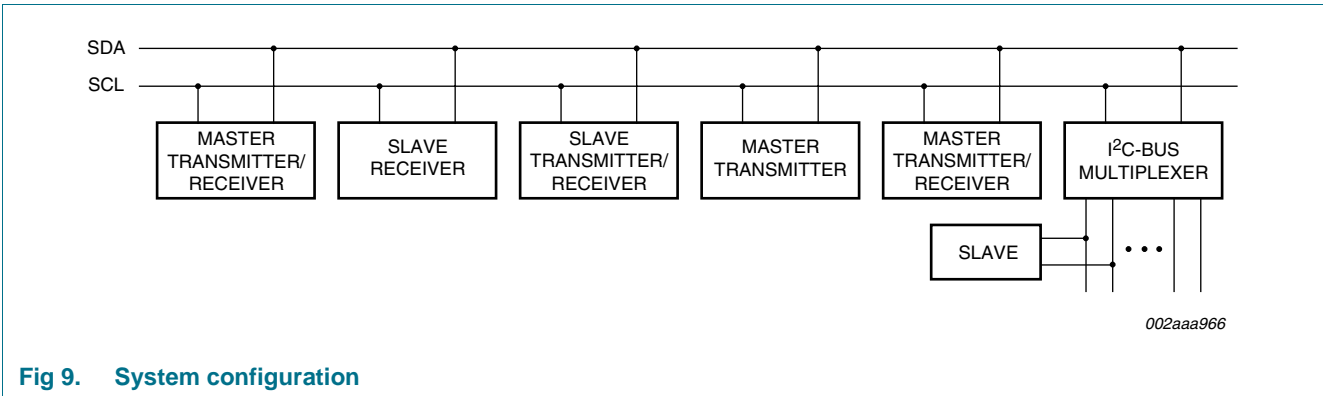 SDA
SCL
MASTER
TRANSMITTER/
RECEIVER
SLAVE
RECEIVER
SLAVE
TRANSMITTER/
RECEIVER
MASTER
TRANSMITTER
MASTER
TRANSMITTER/
RECEIVER
I²C-BUS
MULTIPLEXER
SLAVE
002aaa966
Fig 9. System configuration